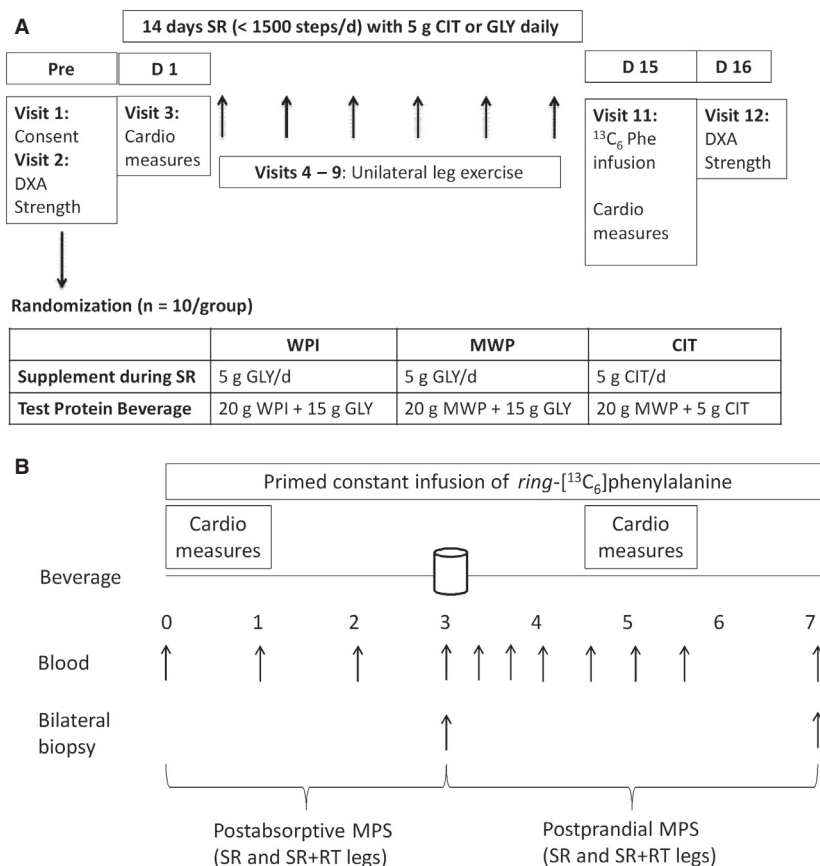 A
14 days SR (< 1500 steps/d) with 5 g CIT or GLY daily
Pre
D 1
D 15
D 16
Visit 1:
Consent
Visit 2:
DXA
Strength
Visit 3:
Cardio
measures
Visits 4 – 9: Unilateral leg exercise
Visit 11:
¹³C₆ Phe
infusion
Cardio
measures
Visit 12:
DXA
Strength
Randomization (n = 10/group)
WPI MWP CIT
Supplement during SR 5 g GLY/d 5 g GLY/d 5 g CIT/d
Test Protein Beverage 20 g WPI + 15 g GLY 20 g MWP + 15 g GLY 20 g MWP + 5 g CIT
B
Primed constant infusion of ring-[¹³C₆]phenylalanine
Cardio
measures
Cardio
measures
Beverage
0 1 2 3 4 5 6 7
Blood
Bilateral
biopsy
Postabsorptive MPS
(SR and SR+RT legs)
Postprandial MPS
(SR and SR+RT legs)